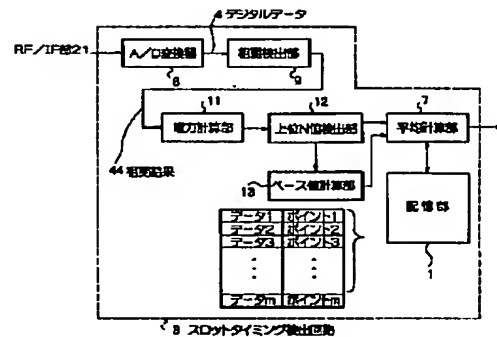 4 デジタルデータ
RF/IF部21
A/D変換器
相関検出部
8
9
11
12
7
電力計算部
上位N値検出部
平均計算部
44 相関結果
13
ベース値計算部
記憶部
1
データ1 ポイント1
データ2 ポイント2
データ3 ポイント3
データm ポイントm
3 スロットタイミング検出回路